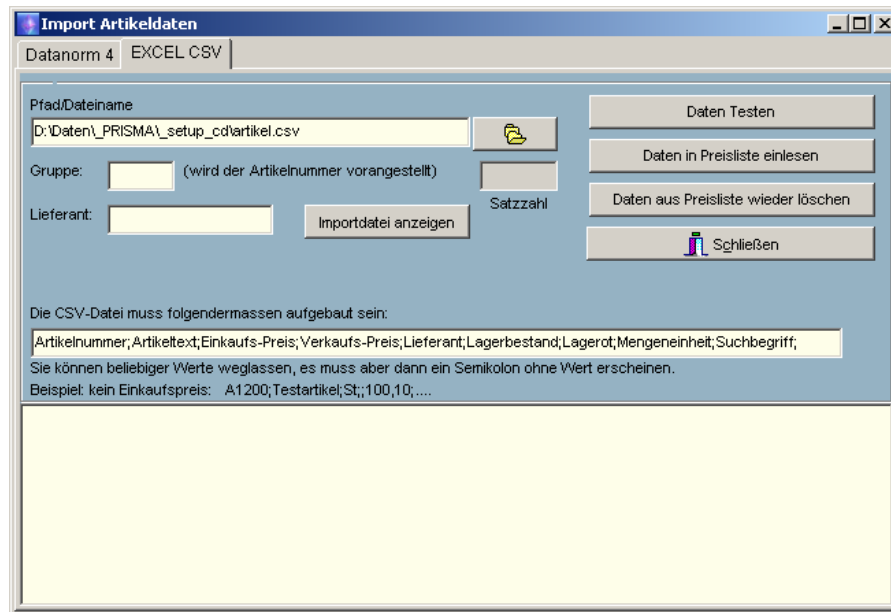 Import Artikeldaten
Datanorm 4
EXCEL CSV
Pfad/Dateiname
D:\Daten\_PRISMA\_setup_cd\artikel.csv
Daten Testen
Gruppe:
(wird der Artikelnummer vorangestellt)
Daten in Preisliste einlesen
Satzzahl
Lieferant:
Importdatei anzeigen
Daten aus Preisliste wieder löschen
Schließen
Die CSV-Datei muss folgendermassen aufgebaut sein:
Artikelnummer;Artikeltext;Einkaufs-Preis;Verkaufs-Preis;Lieferant;Lagerbestand;Lagerot;Mengeneinheit;Suchbegriff;
Sie können beliebiger Werte weglassen, es muss aber dann ein Semikolon ohne Wert erscheinen.
Beispiel: kein Einkaufspreis: A1200;Testartikel;St;;100,10;....